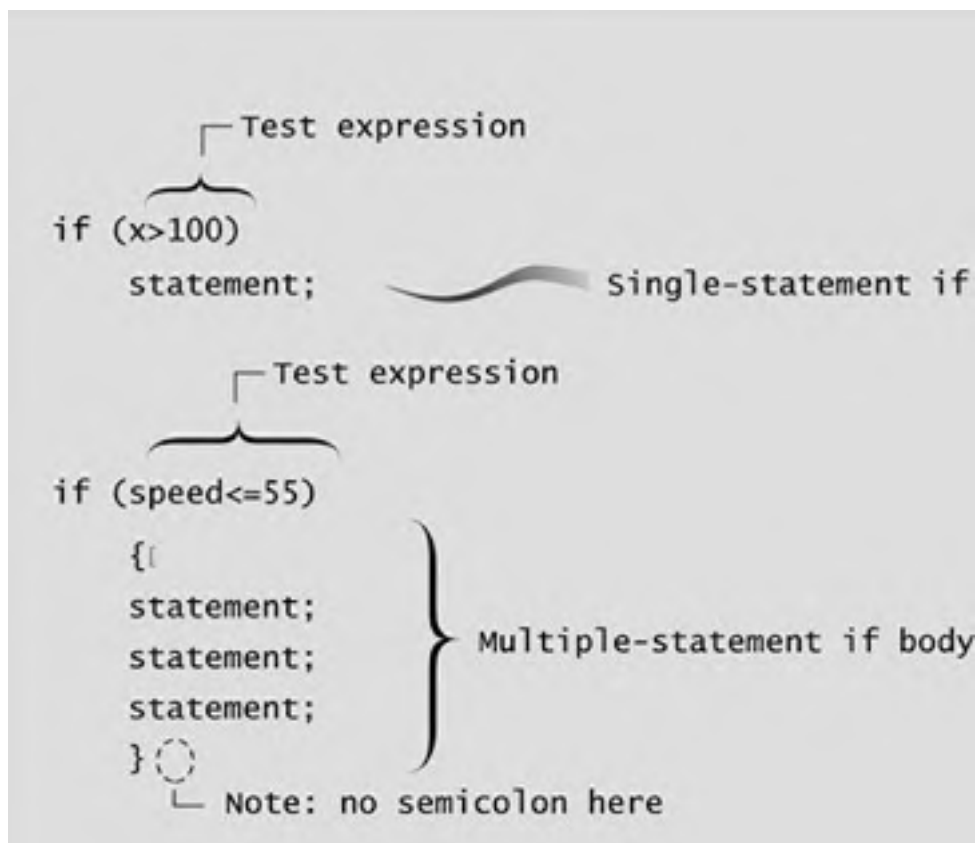 Test expression
if (x>100)
statement; Single-statement if
Test expression
if (speed<=55)
{
statement;
statement; Multiple-statement if body
statement;
}
Note: no semicolon here